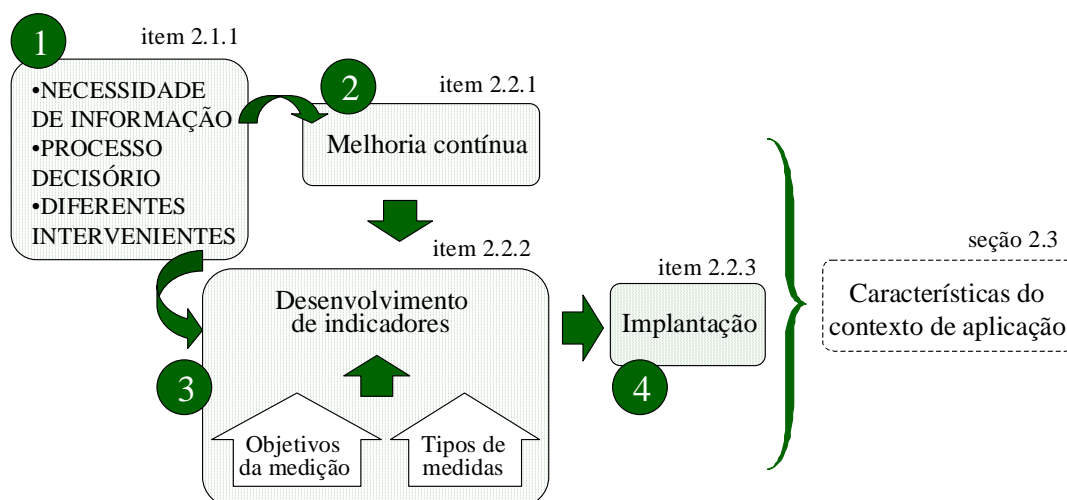 1
item 2.1.1
•NECESSIDADE
DE INFORMAÇÃO
•PROCESSO
DECISÓRIO
•DIFERENTES
INTERVENIENTES
2
item 2.2.1
Melhoria contínua
item 2.2.2
Desenvolvimento
de indicadores
3
Objetivos
da medição
Tipos de
medidas
item 2.2.3
Implantação
4
seção 2.3
Características do
contexto de aplicação